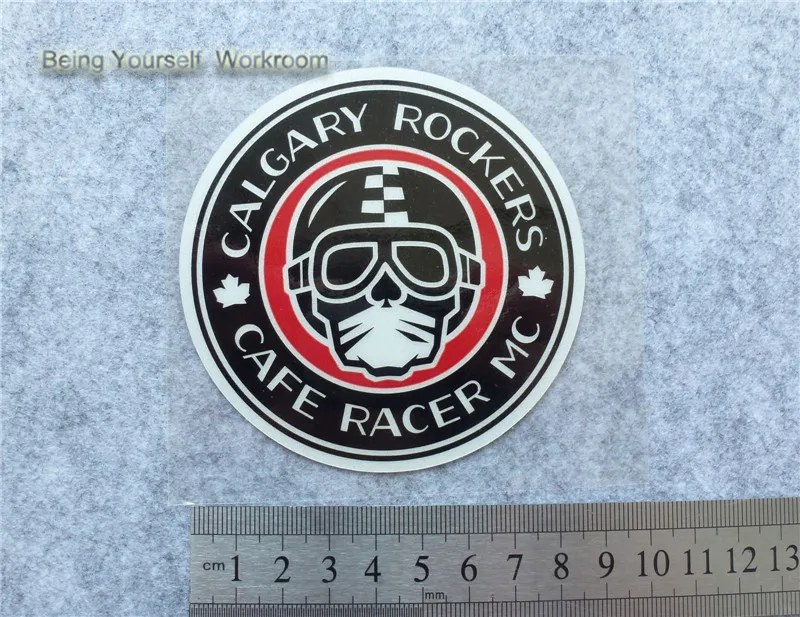 Being Yourself Workroom
CALGARY ROCKERS
CAFE RACER MC
cm 1 2 3 4 5 6 7 8 9 10 11 12 13
mm